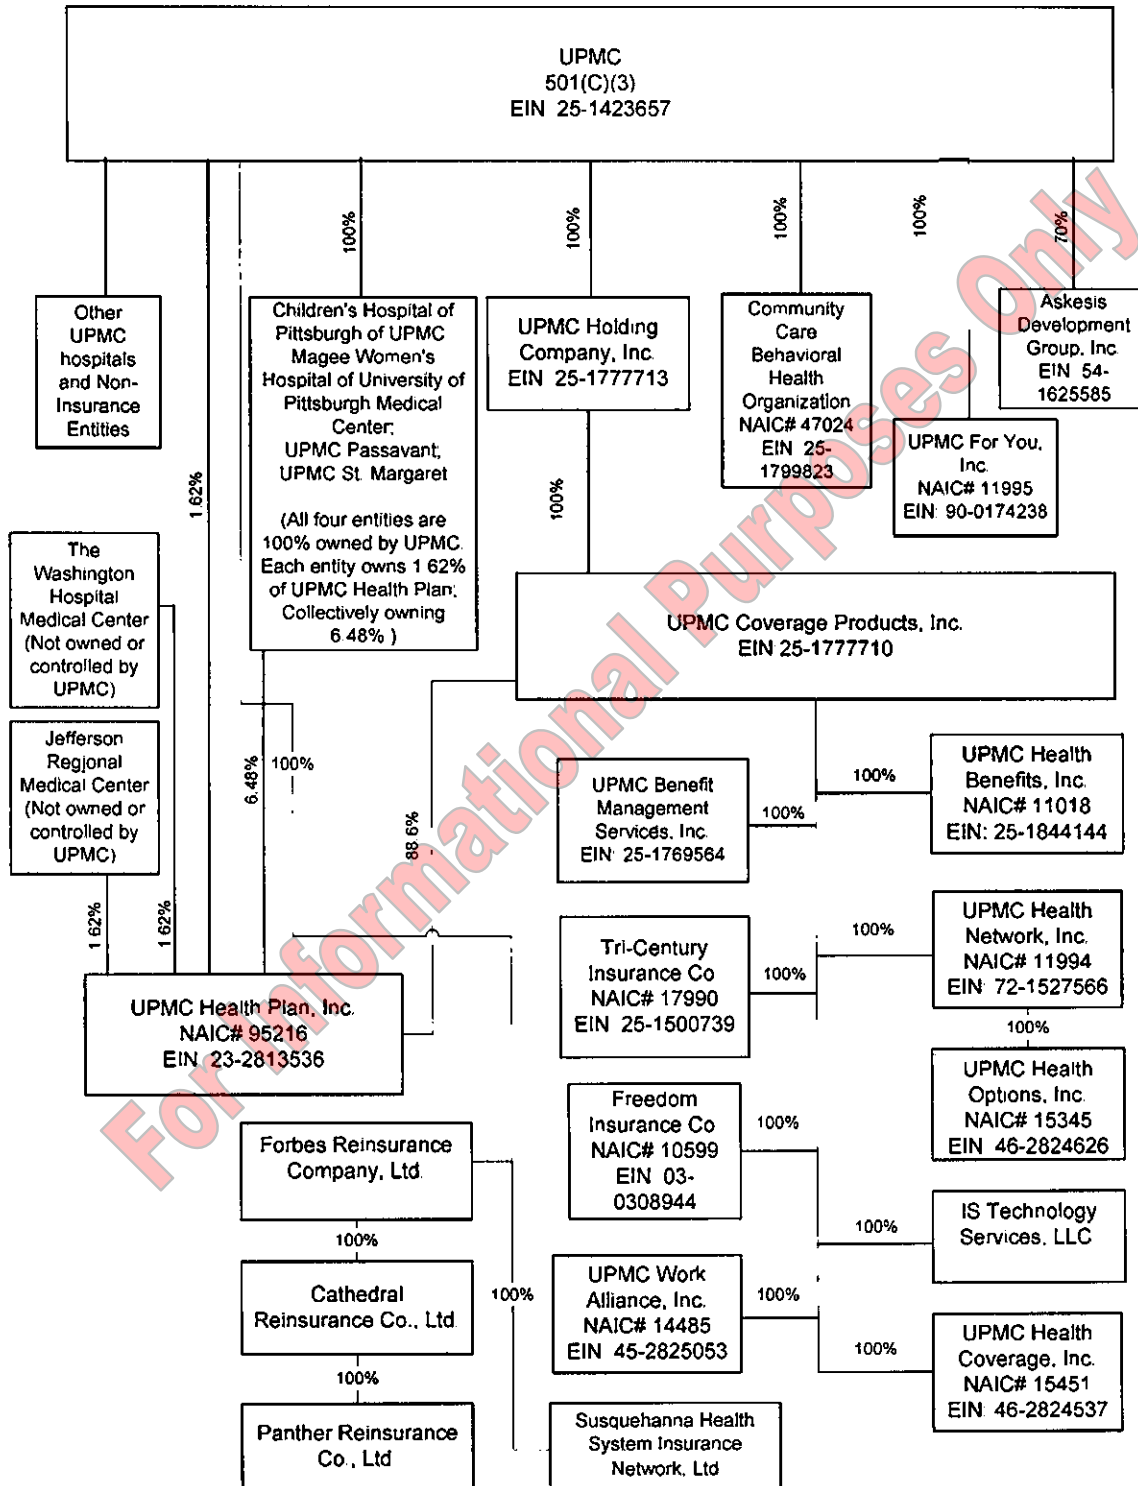 UPMC
501(C)(3)
EIN 25-1423657
100%
100%
100%
100%
70%
Other
UPMC
hospitals
and Non-
Insurance
Entities
1.62%
Children's Hospital of
Pittsburgh of UPMC
Magee Women's
Hospital of University of
Pittsburgh Medical
Center;
UPMC Passavant;
UPMC St. Margaret
(All four entities are
100% owned by UPMC.
Each entity owns 1 62%
of UPMC Health Plan;
Collectively owning
6.48% )
UPMC Holding
Company, Inc.
EIN 25-1777713
Community
Care
Behavioral
Health
Organization
NAIC# 47024
EIN 25-
1799823
UPMC For You,
Inc.
NAIC# 11995
EIN: 90-0174238
Askesis
Development
Group, Inc
EIN 54-
1625585
100%
The
Washington
Hospital
Medical Center
(Not owned or
controlled by
UPMC)
Jefferson
Regional
Medical Center
(Not owned or
controlled by
UPMC)
1 62%
1 62%
6.48%
100%
88.6%
UPMC Coverage Products, Inc.
EIN 25-1777710
UPMC Benefit
Management
Services, Inc.
EIN: 25-1769564
100%
100%
UPMC Health
Benefits, Inc.
NAIC# 11018
EIN: 25-1844144
UPMC Health Plan, Inc.
NAIC# 95216
EIN 23-2813536
Tri-Century
Insurance Co
NAIC# 17990
EIN 25-1500739
100%
100%
UPMC Health
Network, Inc.
NAIC# 11994
EIN: 72-1527566
100%
UPMC Health
Options, Inc.
NAIC# 15345
EIN 46-2824626
Forbes Reinsurance
Company, Ltd.
100%
Cathedral
Reinsurance Co., Ltd.
100%
Panther Reinsurance
Co., Ltd
100%
Freedom
Insurance Co
NAIC# 10599
EIN 03-
0308944
100%
100%
IS Technology
Services, LLC
UPMC Work
Alliance, Inc.
NAIC# 14485
EIN 45-2825053
100%
100%
UPMC Health
Coverage, Inc.
NAIC# 15451
EIN: 46-2824537
Susquehanna Health
System Insurance
Network, Ltd
For Informational Purposes Only